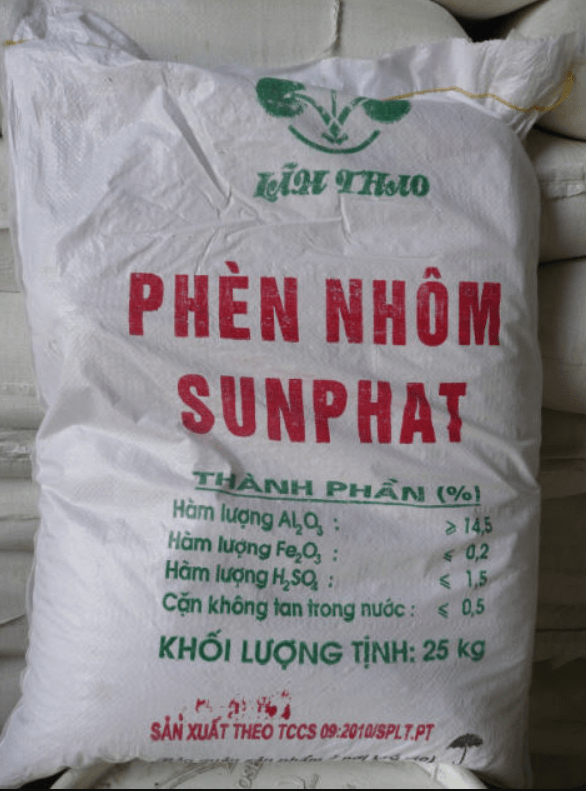 LÂM THAO
PHÈN NHÔM
SUNPHAT
THÀNH PHẦN (%)
Hàm lượng Al₂O₃ : ≥ 14,5
Hàm lượng Fe₂O₃ : ≤ 0,2
Hàm lượng H₂SO₄ : ≤ 1,5
Cặn không tan trong nước : ≤ 0,5
KHỐI LƯỢNG TỊNH: 25 kg
SẢN XUẤT THEO TCCS 09:2010/SPLT.PT